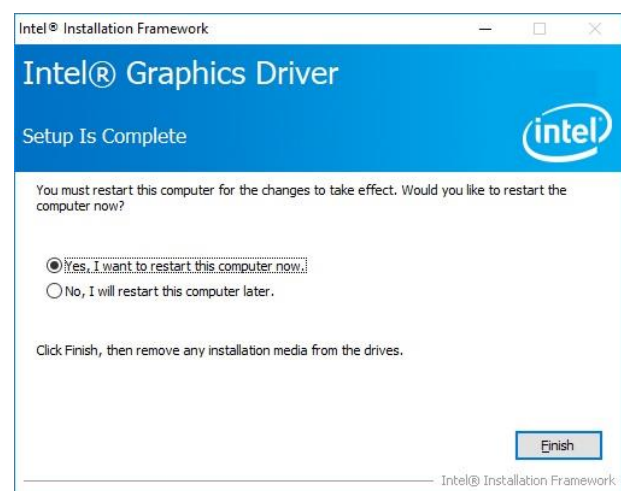 Intel® Installation Framework
Intel® Graphics Driver
Setup Is Complete
intel
You must restart this computer for the changes to take effect. Would you like to restart the
computer now?
Yes, I want to restart this computer now.
No, I will restart this computer later.
Click Finish, then remove any installation media from the drives.
Finish
Intel® Installation Framework